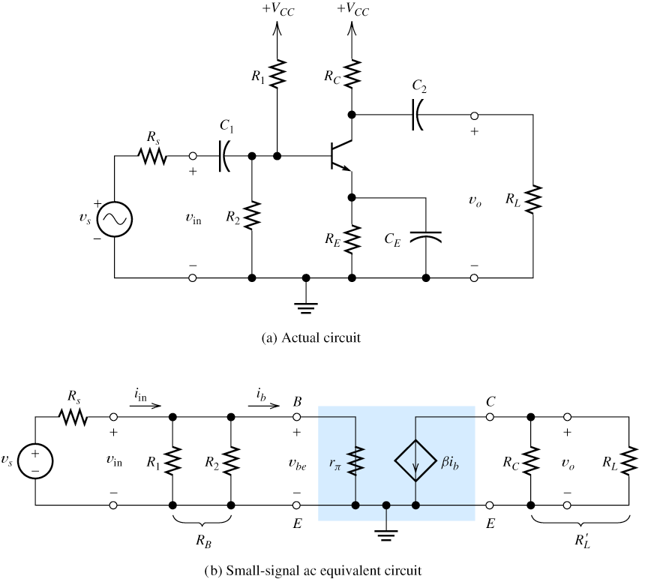 +V_CC +V_CC
R_1 R_C C_2
C_1
R_s
+
+ +
v_s v_in R_2 v_o R_L
R_E C_E
− − −
(a) Actual circuit
R_s i_in i_b B C
+ + +
v_s + − v_in R_1 R_2 v_be r_π βi_b R_C v_o R_L
− − −
E E
R_B R′_L
(b) Small-signal ac equivalent circuit